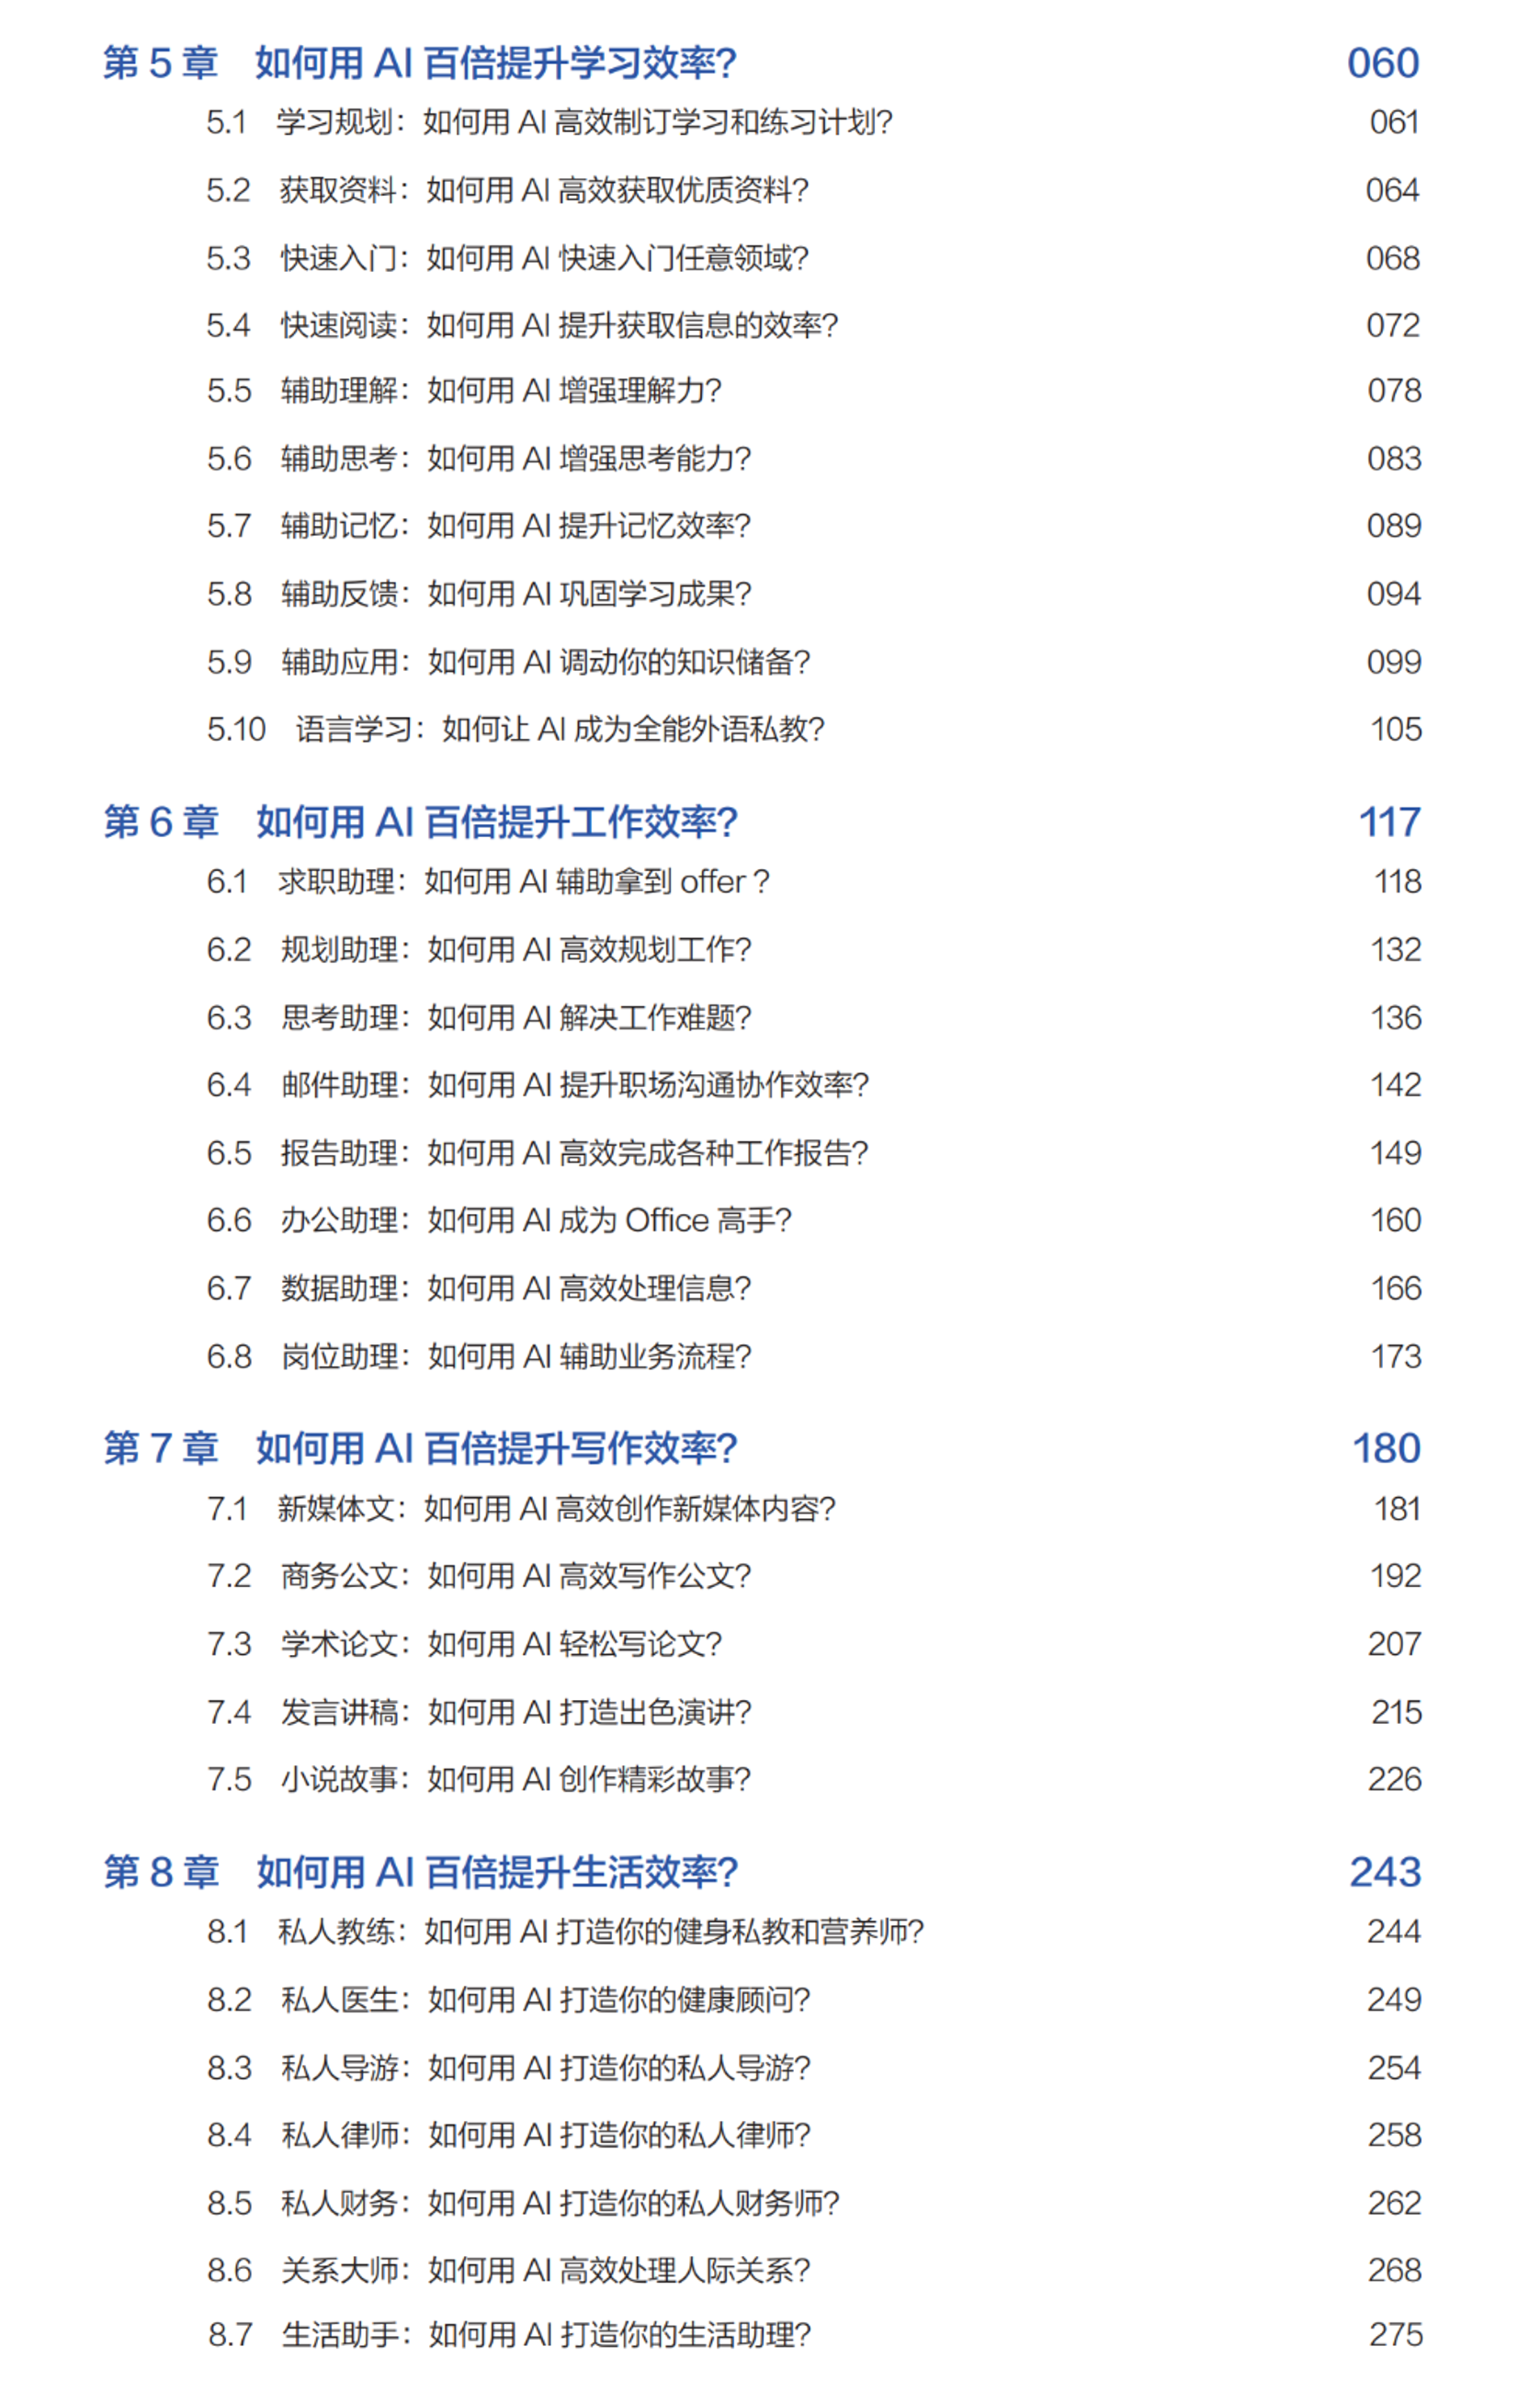 第 5 章 如何用 AI 百倍提升学习效率? 060
5.1 学习规划：如何用 AI 高效制订学习和练习计划? 061
5.2 获取资料：如何用 AI 高效获取优质资料? 064
5.3 快速入门：如何用 AI 快速入门任意领域? 068
5.4 快速阅读：如何用 AI 提升获取信息的效率? 072
5.5 辅助理解：如何用 AI 增强理解力? 078
5.6 辅助思考：如何用 AI 增强思考能力? 083
5.7 辅助记忆：如何用 AI 提升记忆效率? 089
5.8 辅助反馈：如何用 AI 巩固学习成果? 094
5.9 辅助应用：如何用 AI 调动你的知识储备? 099
5.10 语言学习：如何让 AI 成为全能外语私教? 105
第 6 章 如何用 AI 百倍提升工作效率? 117
6.1 求职助理：如何用 AI 辅助拿到 offer ? 118
6.2 规划助理：如何用 AI 高效规划工作? 132
6.3 思考助理：如何用 AI 解决工作难题? 136
6.4 邮件助理：如何用 AI 提升职场沟通协作效率? 142
6.5 报告助理：如何用 AI 高效完成各种工作报告? 149
6.6 办公助理：如何用 AI 成为 Office 高手? 160
6.7 数据助理：如何用 AI 高效处理信息? 166
6.8 岗位助理：如何用 AI 辅助业务流程? 173
第 7 章 如何用 AI 百倍提升写作效率? 180
7.1 新媒体文：如何用 AI 高效创作新媒体内容? 181
7.2 商务公文：如何用 AI 高效写作公文? 192
7.3 学术论文：如何用 AI 轻松写论文? 207
7.4 发言讲稿：如何用 AI 打造出色演讲? 215
7.5 小说故事：如何用 AI 创作精彩故事? 226
第 8 章 如何用 AI 百倍提升生活效率? 243
8.1 私人教练：如何用 AI 打造你的健身私教和营养师? 244
8.2 私人医生：如何用 AI 打造你的健康顾问? 249
8.3 私人导游：如何用 AI 打造你的私人导游? 254
8.4 私人律师：如何用 AI 打造你的私人律师? 258
8.5 私人财务：如何用 AI 打造你的私人财务师? 262
8.6 关系大师：如何用 AI 高效处理人际关系? 268
8.7 生活助手：如何用 AI 打造你的生活助理? 275